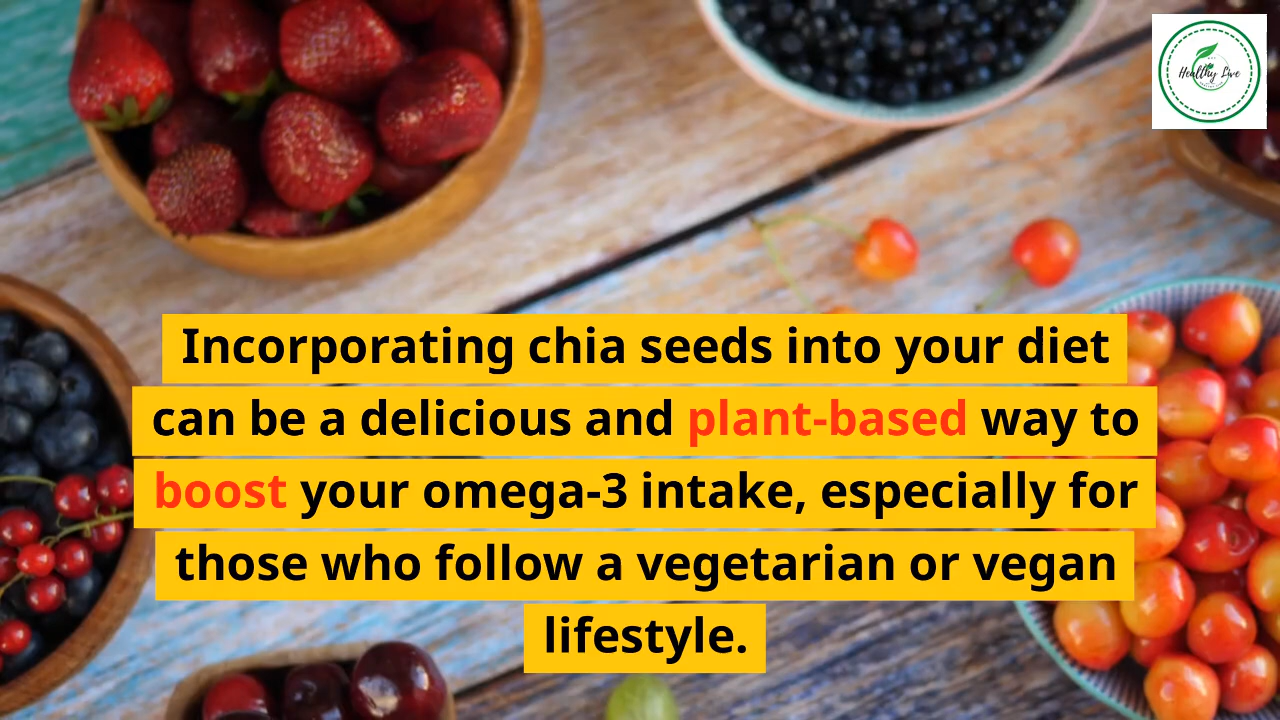 Healthy Live
Incorporating chia seeds into your diet
can be a delicious and plant-based way to
boost your omega-3 intake, especially for
those who follow a vegetarian or vegan
lifestyle.